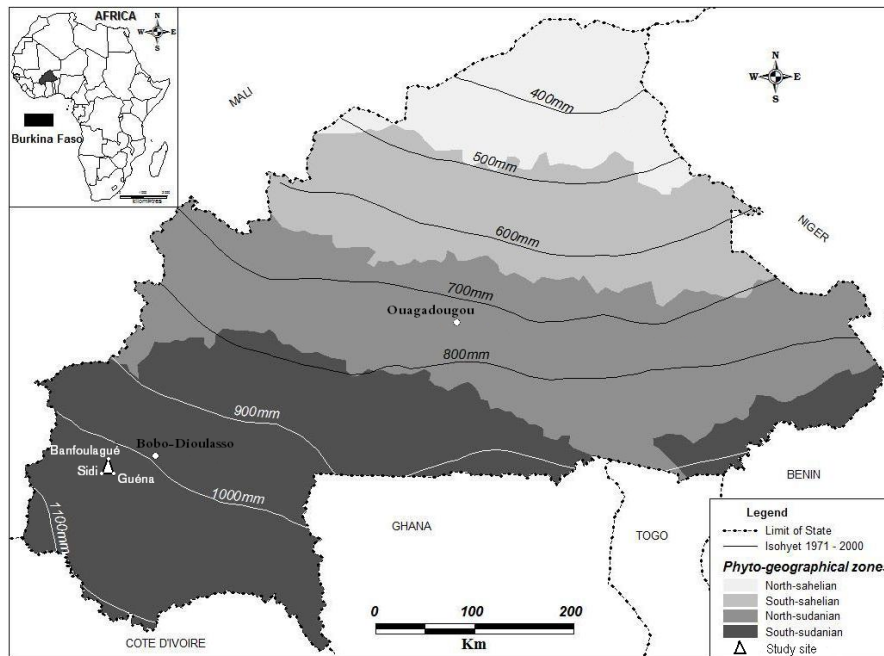 AFRICA
N
W E
S
Burkina Faso
N
W E
S
MALI
400mm
500mm
NIGER
600mm
700mm
Ouagadougou
800mm
900mm
Banfoulagué
Bobo-Dioulasso
Sidi
Guéna
1000mm
1100mm
BENIN
GHANA
TOGO
COTE D'IVOIRE
0 100 200
Km
Legend
Limit of State
Isohyet 1971 - 2000
Phyto-geographical zones
North-sahelian
South-sahelian
North-sudanian
South-sudanian
Study site